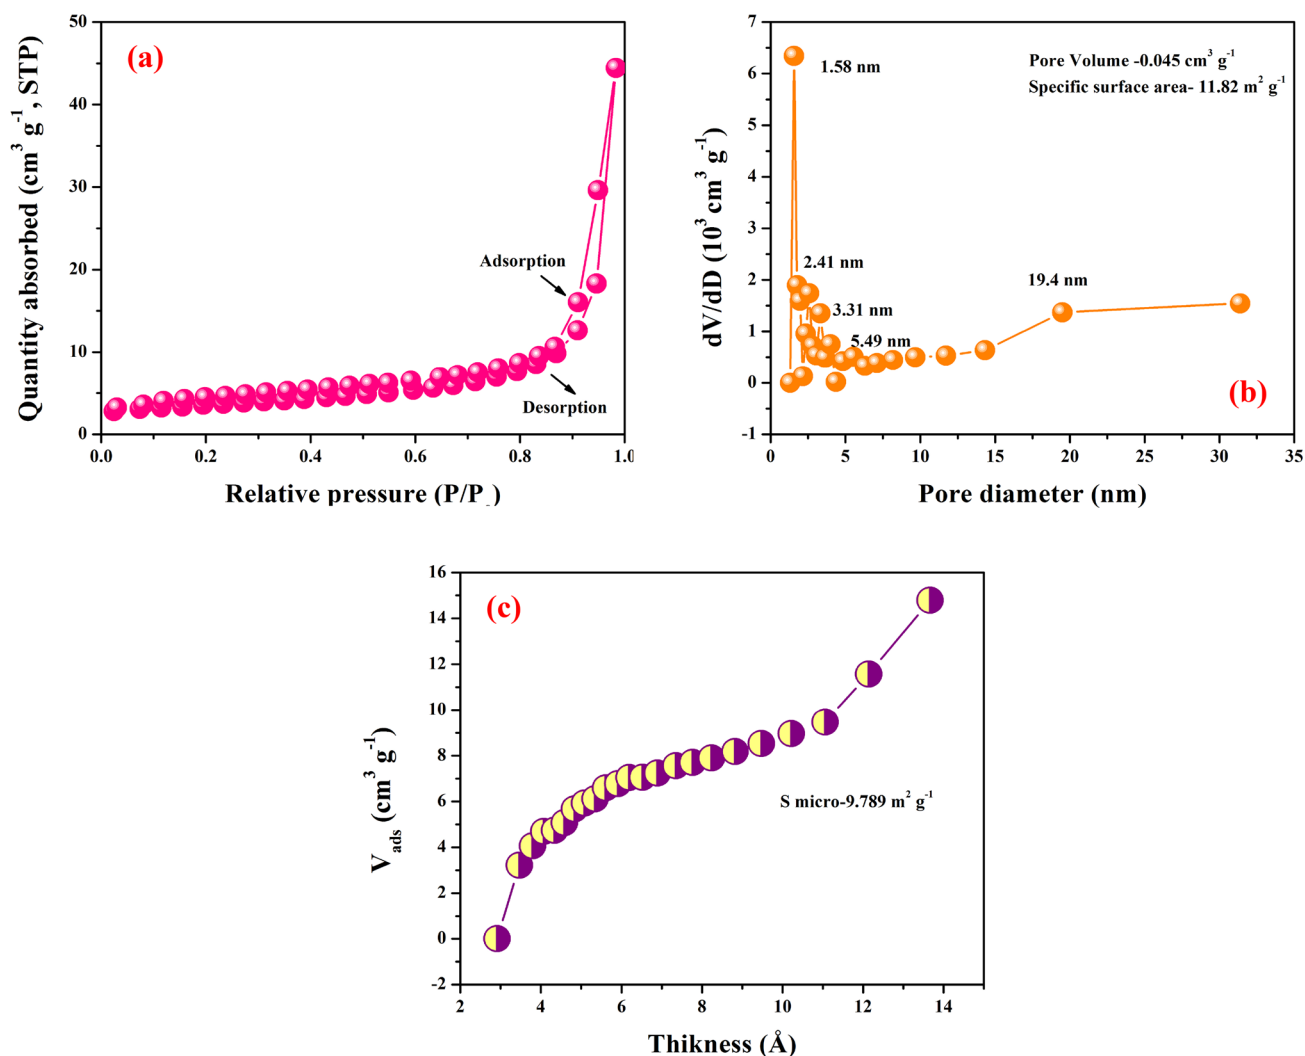 (a)
Quantity absorbed (cm³ g⁻¹, STP)
50
40
30
20
10
0
Adsorption
Desorption
0.0 0.2 0.4 0.6 0.8 1.0
Relative pressure (P/P )
(b)
dV/dD (10³ cm³ g⁻¹)
7
6
5
4
3
2
1
0
-1
1.58 nm
Pore Volume -0.045 cm³ g⁻¹
Specific surface area- 11.82 m² g⁻¹
2.41 nm
3.31 nm
5.49 nm
19.4 nm
0 5 10 15 20 25 30 35
Pore diameter (nm)
(c)
V_ads (cm³ g⁻¹)
16
14
12
10
8
6
4
2
0
-2
S micro-9.789 m² g⁻¹
2 4 6 8 10 12 14
Thikness (Å)